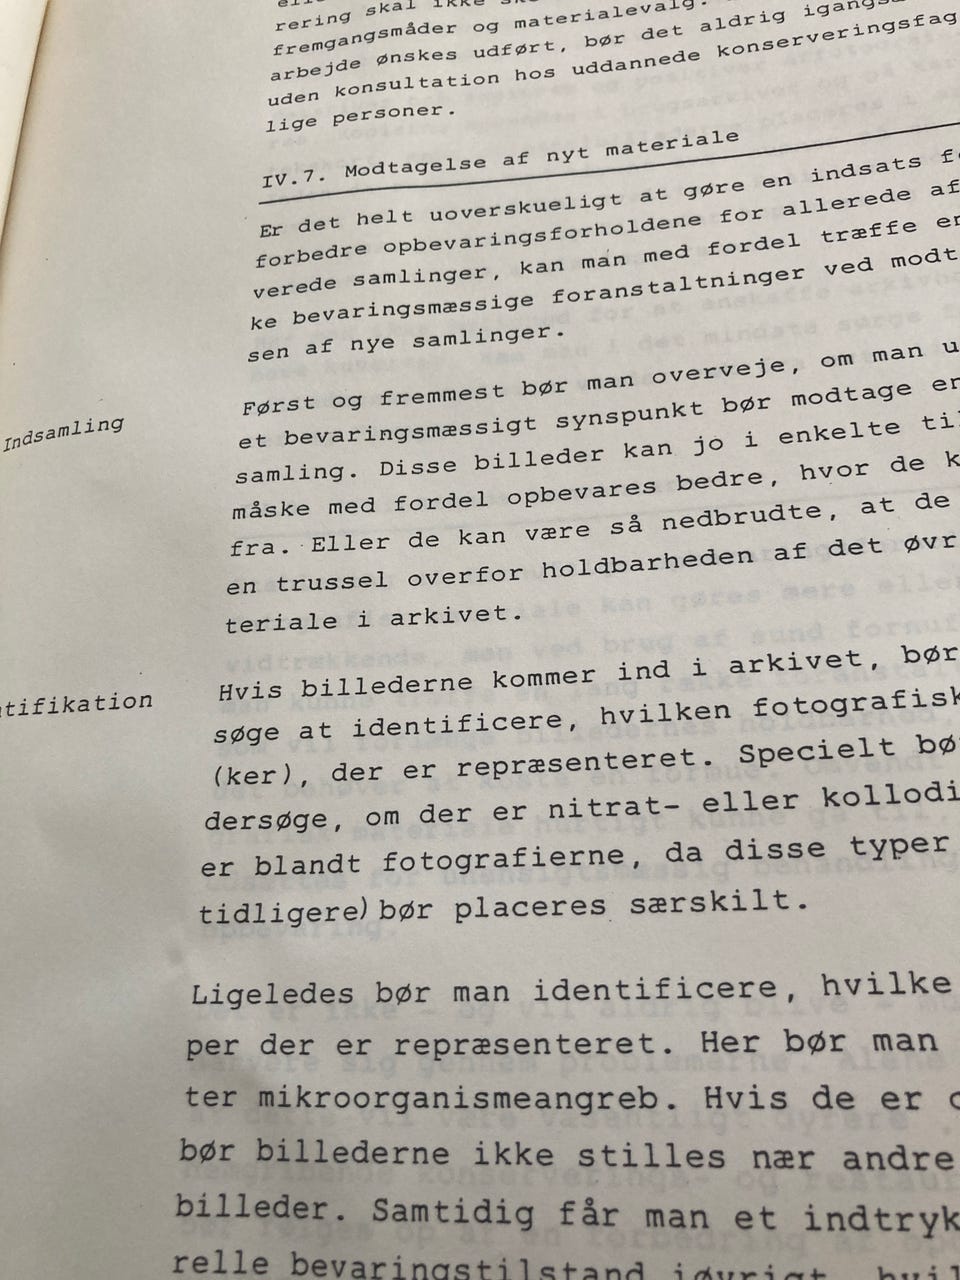 rering skal ikke
fremgangsmåder og materialevalg.
arbejde ønskes udført, bør det aldrig igangs
uden konsultation hos uddannede konserveringsfag
lige personer.
IV.7. Modtagelse af nyt materiale
Er det helt uoverskueligt at gøre en indsats f
forbedre opbevaringsforholdene for allerede af
verede samlinger, kan man med fordel træffe en
ke bevaringsmæssige foranstaltninger ved modt
sen af nye samlinger.
Indsamling
Først og fremmest bør man overveje, om man u
et bevaringsmæssigt synspunkt bør modtage en
samling. Disse billeder kan jo i enkelte til
måske med fordel opbevares bedre, hvor de k
fra. Eller de kan være så nedbrudte, at de
en trussel overfor holdbarheden af det øvr
teriale i arkivet.
tifikation
Hvis billederne kommer ind i arkivet, bør
søge at identificere, hvilken fotografisk
(ker), der er repræsenteret. Specielt bø
dersøge, om der er nitrat- eller kollodi
er blandt fotografierne, da disse typer
tidligere) bør placeres særskilt.
Ligeledes bør man identificere, hvilke
per der er repræsenteret. Her bør man
ter mikroorganismeangreb. Hvis de er
bør billederne ikke stilles nær andre
billeder. Samtidig får man et indtryk
relle bevaringstilstand iøvrigt,